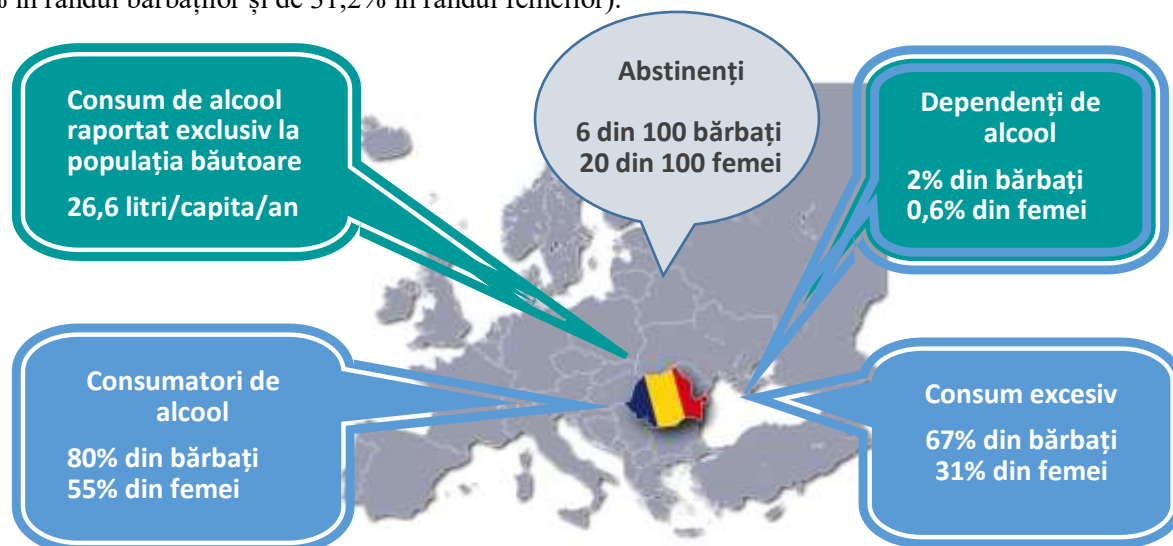 în rândul bărbaților și de 31,2% în rândul femeilor).
Consum de alcool
raportat exclusiv la
populația băutoare
26,6 litri/capita/an
Abstinenți
6 din 100 bărbați
20 din 100 femei
Dependenți de
alcool
2% din bărbați
0,6% din femei
Consumatori de
alcool
80% din bărbați
55% din femei
Consum excesiv
67% din bărbați
31% din femei